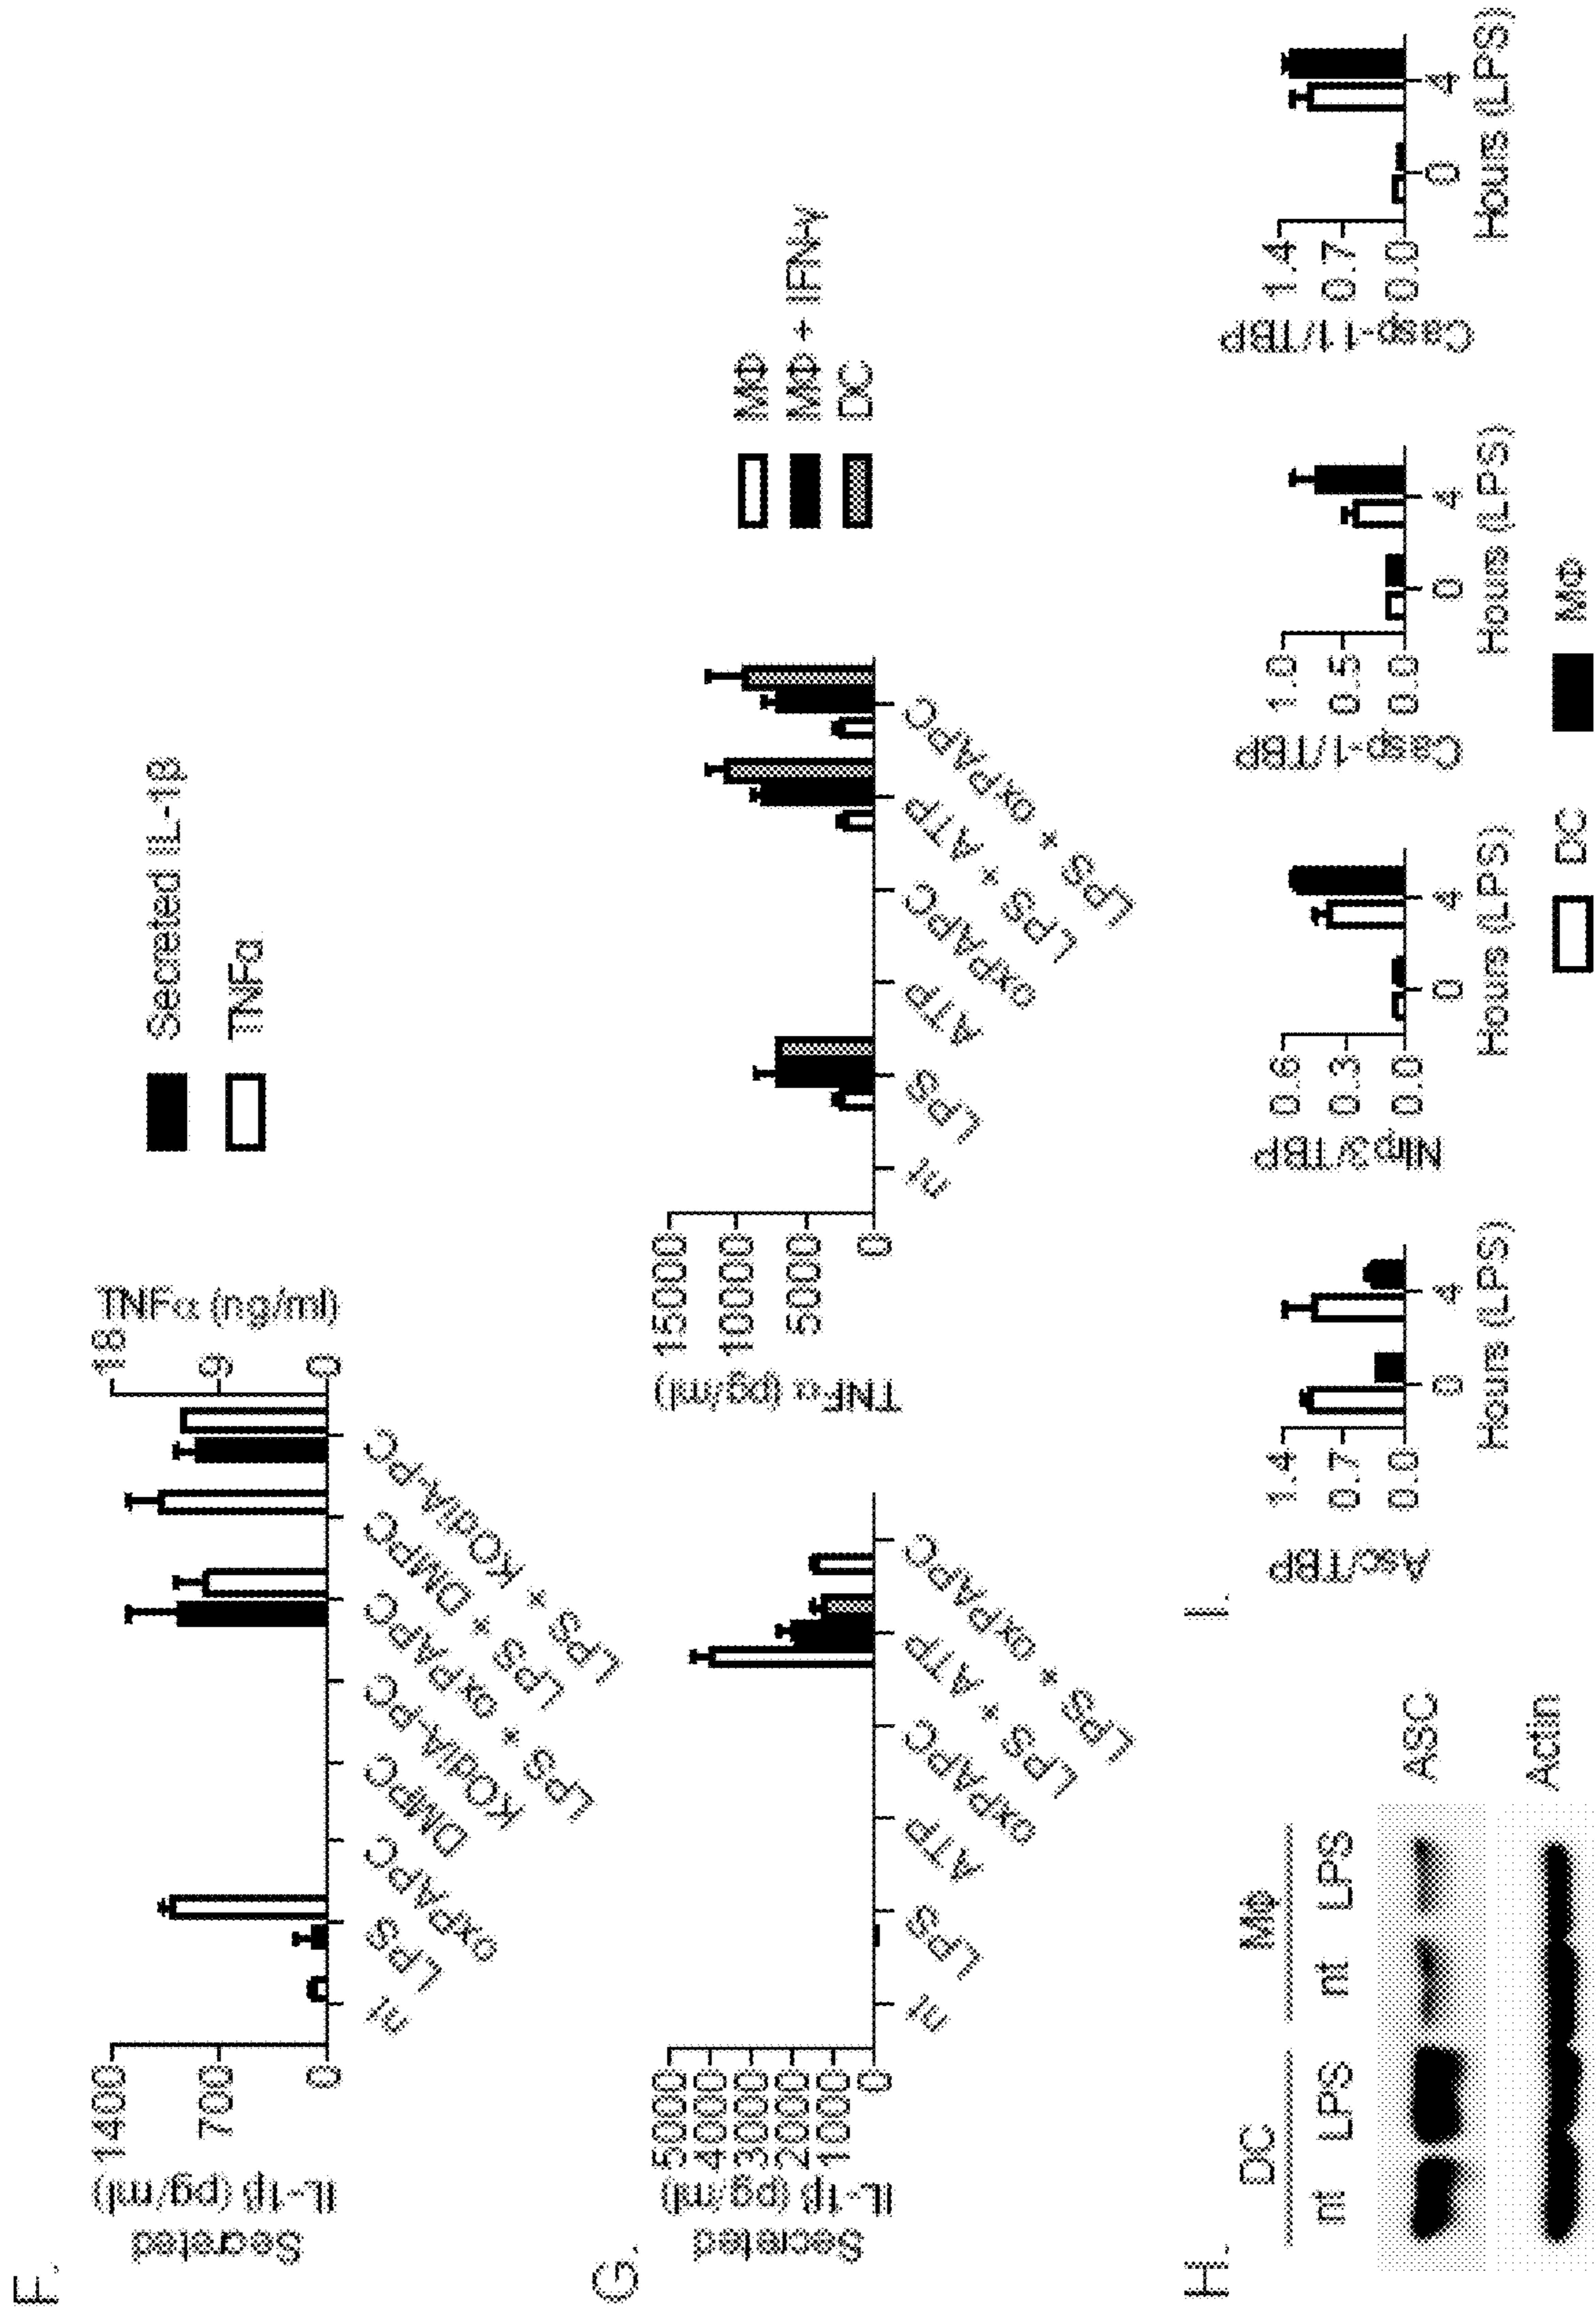 F.
Secreted
IL-1β (pg/ml)
1400
700
0
nt
LPS
oxPAPC
DMPC
KOdiA-PC
LPS + oxPAPC
LPS + DMPC
LPS + KOdiA-PC
18
9
0
TNFα (ng/ml)
Secreted IL-1β
TNFα
G.
Secreted
IL-1β (pg/ml)
5000
4000
3000
2000
1000
0
nt
LPS
ATP
oxPAPC
LPS + ATP
LPS + oxPAPC
TNFα (pg/ml)
15000
10000
5000
0
nt
LPS
ATP
oxPAPC
LPS + ATP
LPS + oxPAPC
MΦ
MΦ + IFN-γ
DC
H.
DC
MΦ
nt LPS nt LPS
ASC
Actin
I.
Asc/TBP
1.4
0.7
0.0
0 4
Hours (LPS)
Nlrp3/TBP
0.6
0.3
0.0
0 4
Hours (LPS)
Casp-1/TBP
1.0
0.5
0.0
0 4
Hours (LPS)
Casp-11/TBP
1.4
0.7
0.0
0 4
Hours (LPS)
DC
MΦ